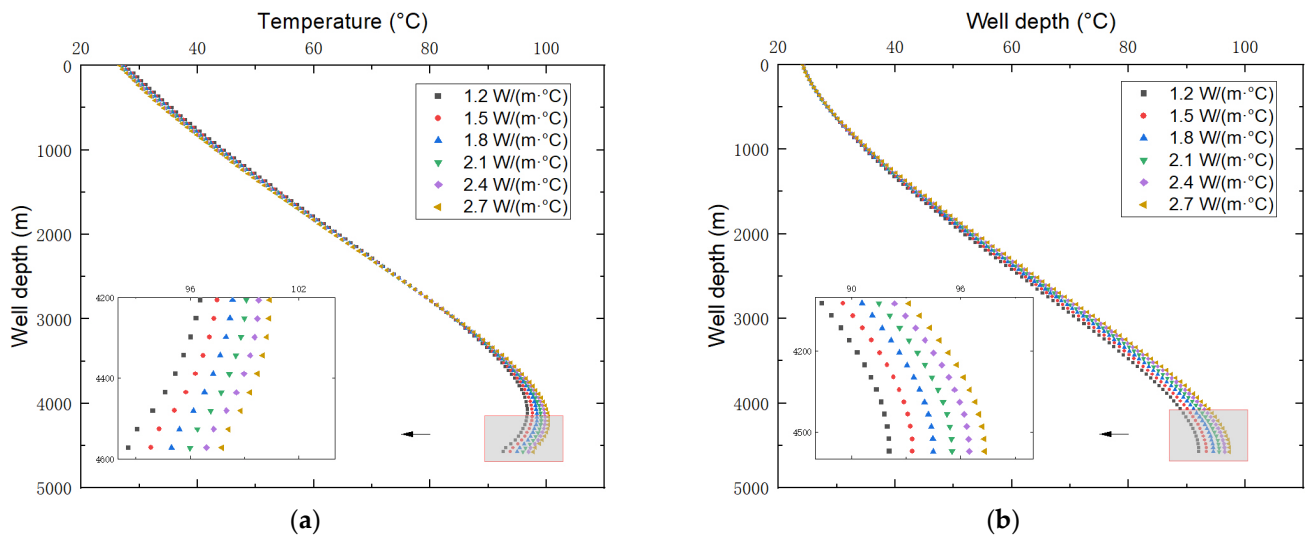 Temperature (°C)
20 40 60 80 100
0
1000
2000
3000
4000
5000
Well depth (m)
1.2 W/(m·°C)
1.5 W/(m·°C)
1.8 W/(m·°C)
2.1 W/(m·°C)
2.4 W/(m·°C)
2.7 W/(m·°C)
96 102
4200
4400
4600
(a)
Well depth (°C)
20 40 60 80 100
0
1000
2000
3000
4000
5000
Well depth (m)
1.2 W/(m·°C)
1.5 W/(m·°C)
1.8 W/(m·°C)
2.1 W/(m·°C)
2.4 W/(m·°C)
2.7 W/(m·°C)
90 96
4200
4500
(b)